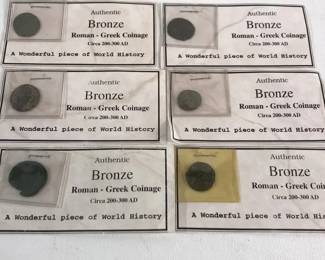 Authentic
Bronze
Roman - Greek Coinage
Circa 200-300 AD
A Wonderful piece of World History
Authentic
Bronze
Roman - Greek Coinage
Circa 200-300 AD
A Wonderful piece of World History
Authentic
Bronze
Roman - Greek Coinage
Circa 200-300 AD
A Wonderful piece of World History
Authentic
Bronze
Roman - Greek Coinage
Circa 200-300 AD
A Wonderful piece of World History
Authentic
Bronze
Roman - Greek Coinage
Circa 200-300 AD
A Wonderful piece of World History
Authentic
Bronze
Roman - Greek Coina
Circa 200-300 AD
A Wonderful piece of World Histor